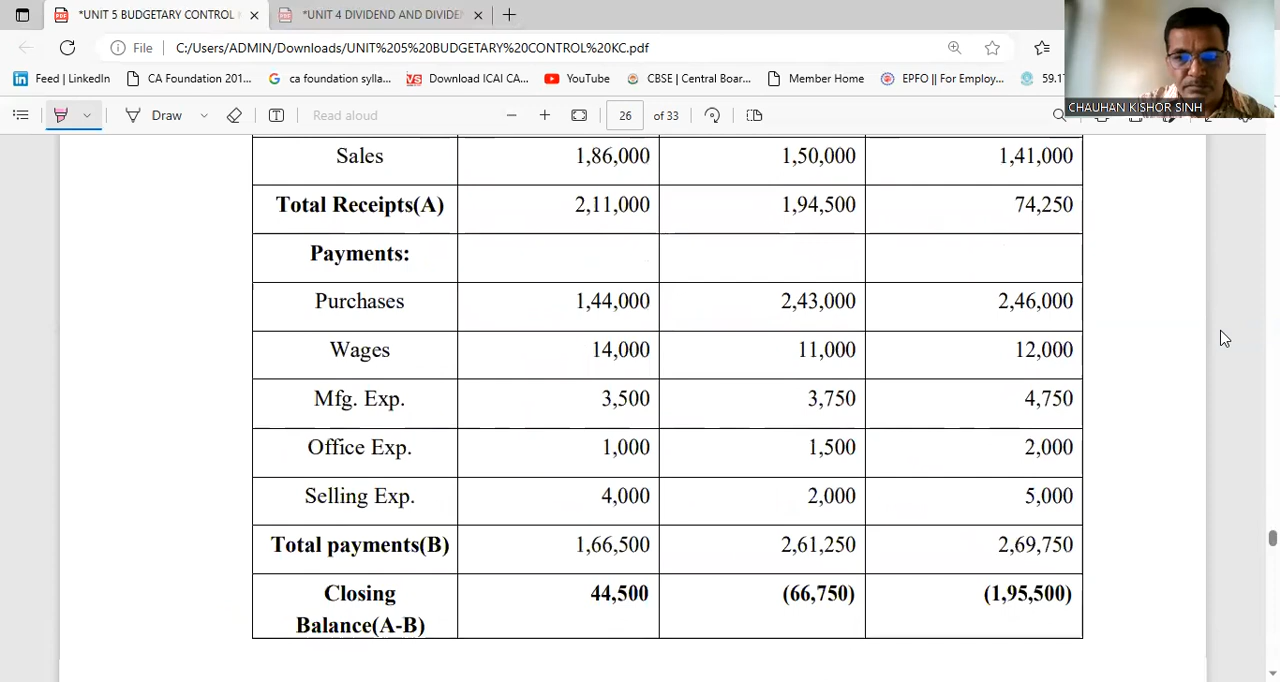 *UNIT 5 BUDGETARY CONTROL
*UNIT 4 DIVIDEND AND DIVIDE
File C:/Users/ADMIN/Downloads/UNIT%205%20BUDGETARY%20CONTROL%20KC.pdf
Feed | LinkedIn CA Foundation 201... ca foundation sylla... Download ICAI CA... YouTube CBSE | Central Boar... Member Home EPFO || For Employ... 59.1
Draw Read aloud 26 of 33
CHAUHAN KISHOR SINH
Sales 1,86,000 1,50,000 1,41,000
Total Receipts(A) 2,11,000 1,94,500 74,250
Payments:
Purchases 1,44,000 2,43,000 2,46,000
Wages 14,000 11,000 12,000
Mfg. Exp. 3,500 3,750 4,750
Office Exp. 1,000 1,500 2,000
Selling Exp. 4,000 2,000 5,000
Total payments(B) 1,66,500 2,61,250 2,69,750
Closing 44,500 (66,750) (1,95,500)
Balance(A-B)